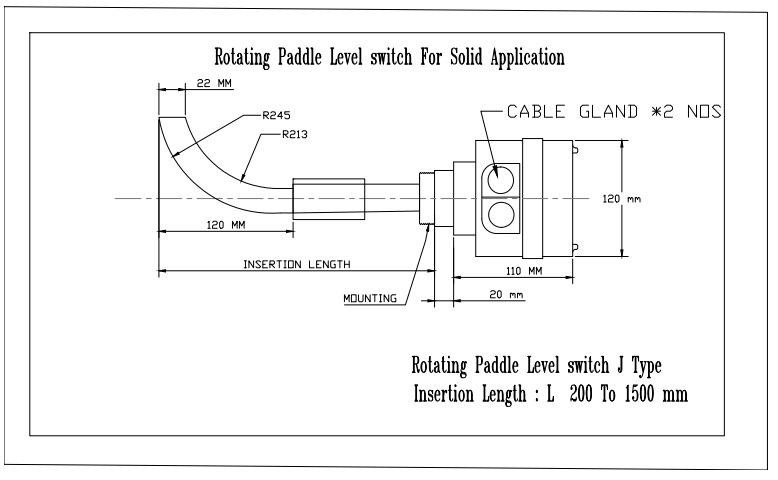 Rotating Paddle Level switch For Solid Application
22 MM
CABLE GLAND *2 NOS
R245
R213
120 mm
120 MM
INSERTION LENGTH
110 MM
MOUNTING
20 mm
Rotating Paddle Level switch J Type
Insertion Length : L 200 To 1500 mm